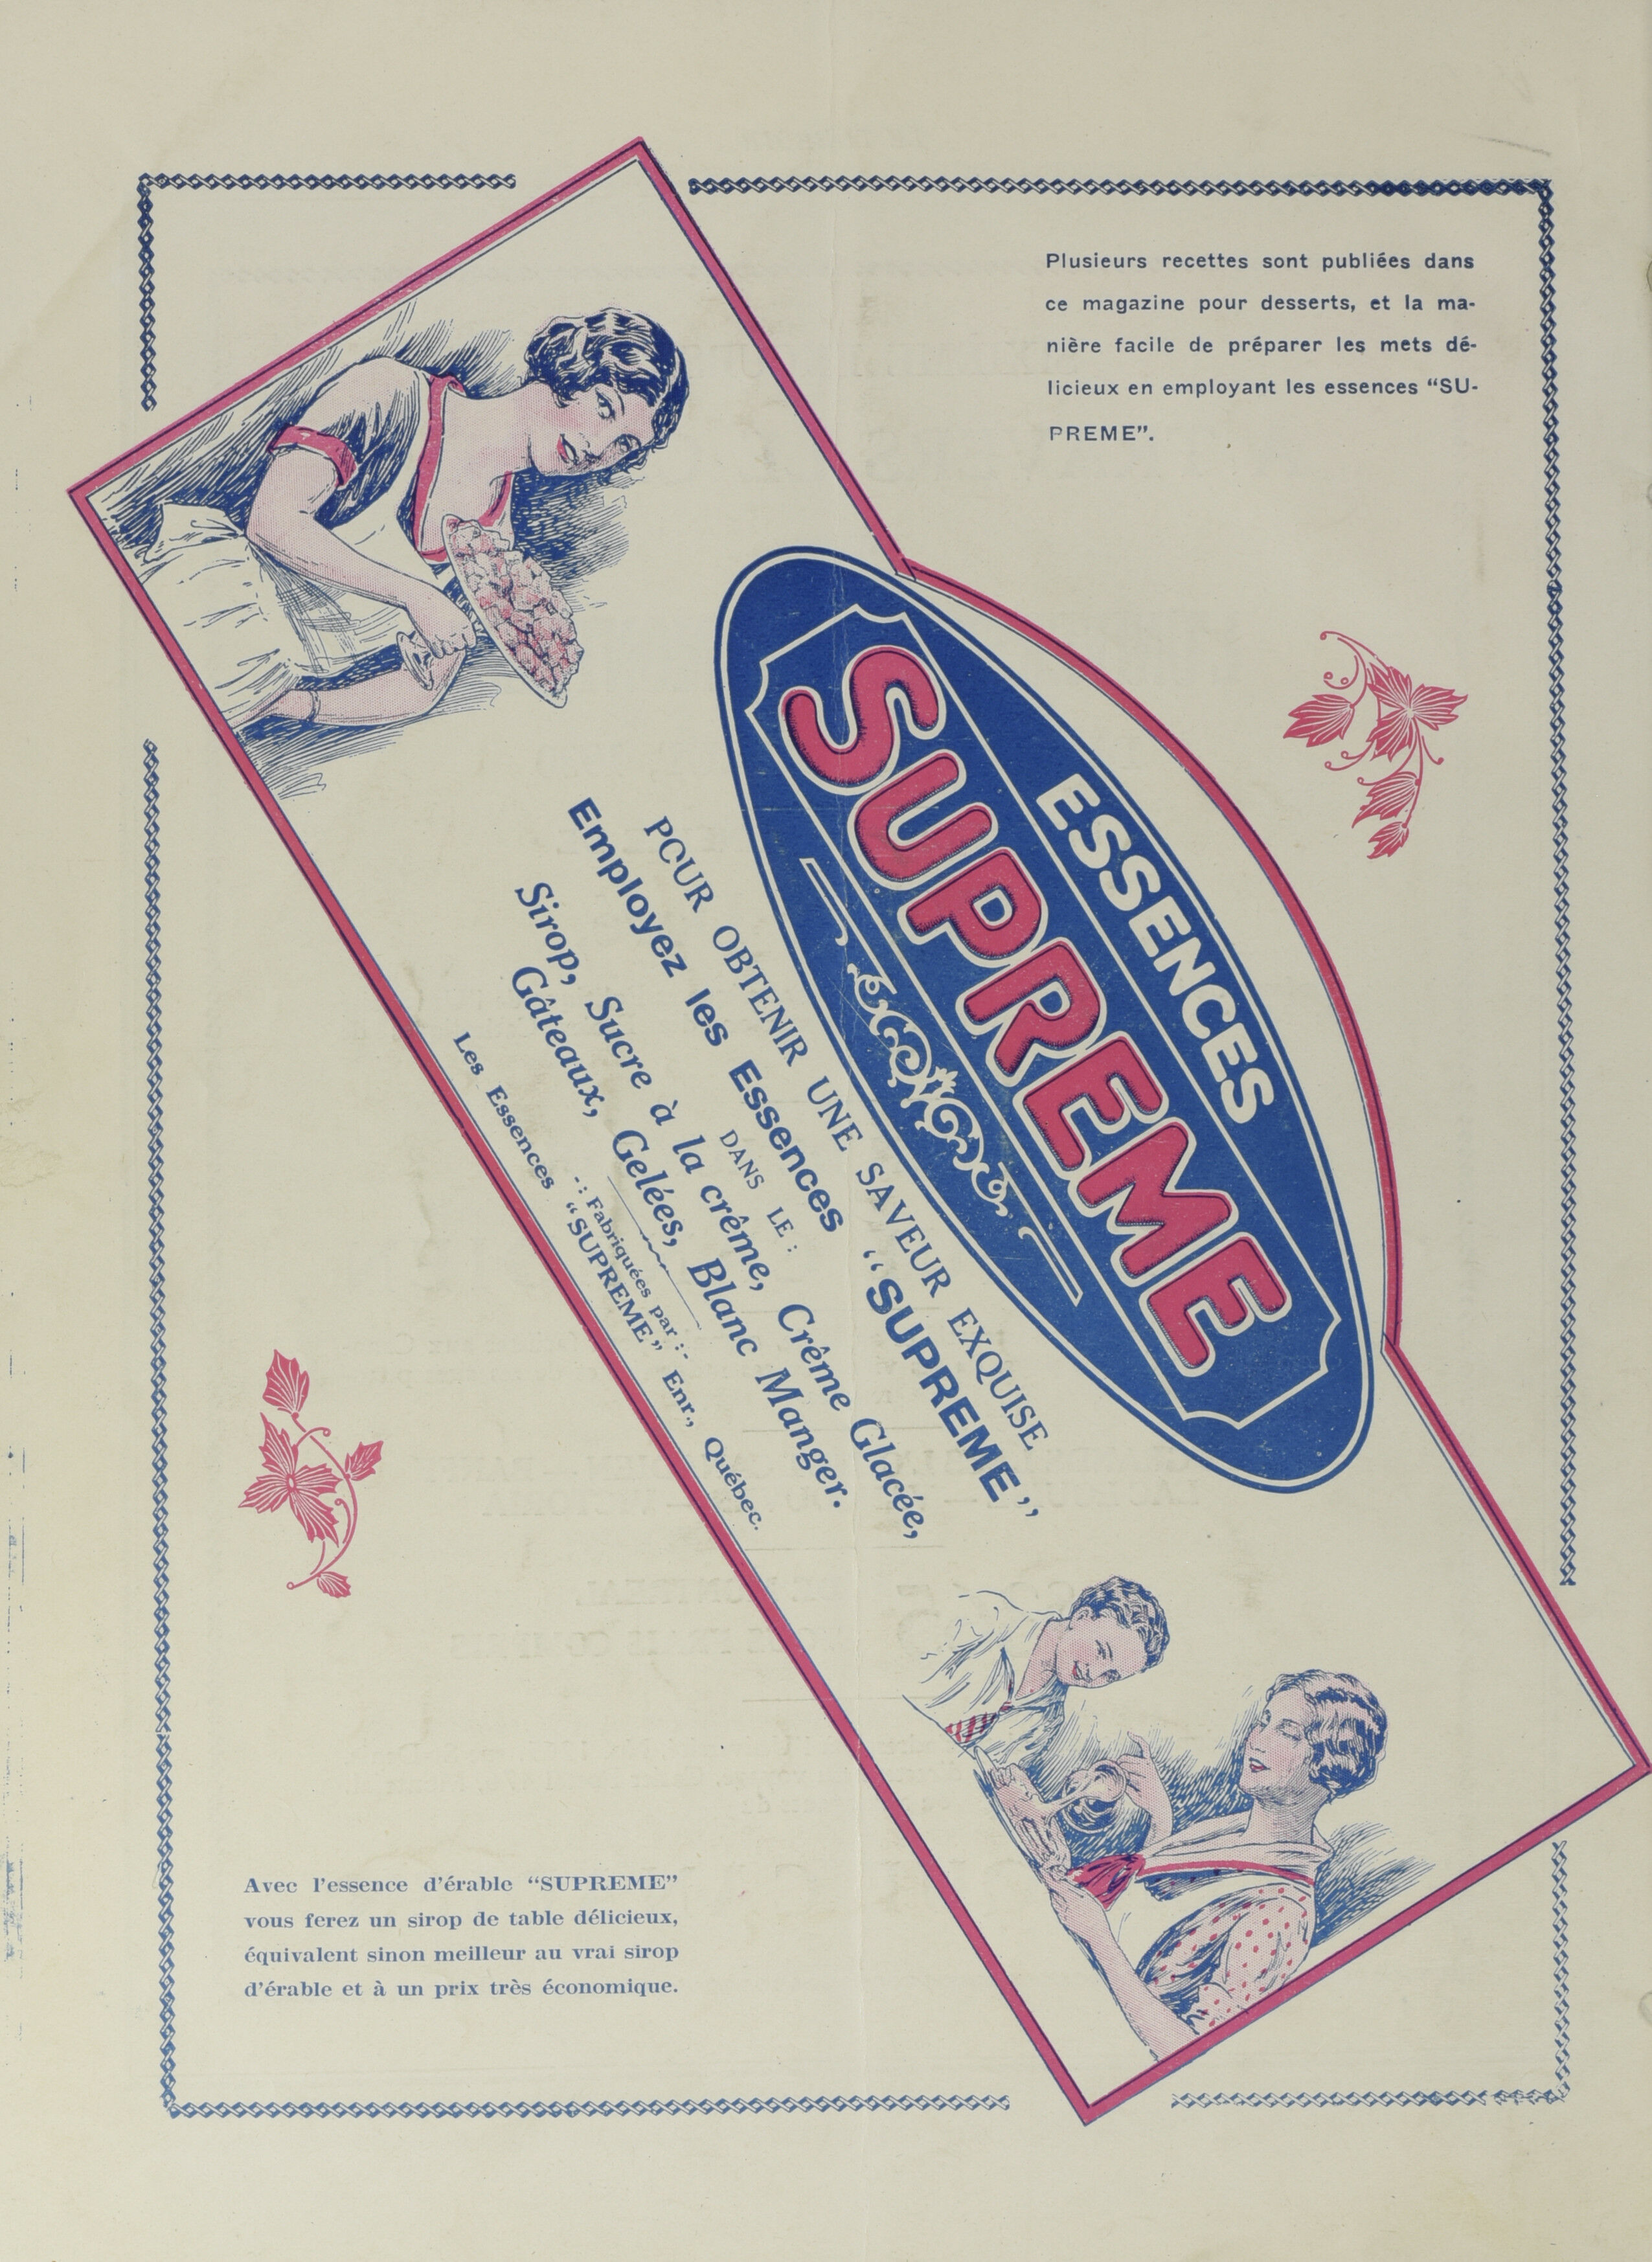 Plusieurs recettes sont publiées dans
ce magazine pour desserts, et la ma-
nière facile de préparer les mets dé-
licieux en employant les essences “SU-
PREME”.
ESSENCES
SUPREME
POUR OBTENIR UNE SAVEUR EXQUISE
Employez les Essences “SUPREME”
DANS LE :
Sirop, Sucre à la crême, Crême Glacée,
Gâteaux, Gelées, Blanc Manger.
-: Fabriquées par :-
Les Essences “SUPREME” Enr., Québec.
Avec l'essence d'érable “SUPREME”
vous ferez un sirop de table délicieux,
équivalent sinon meilleur au vrai sirop
d'érable et à un prix très économique.